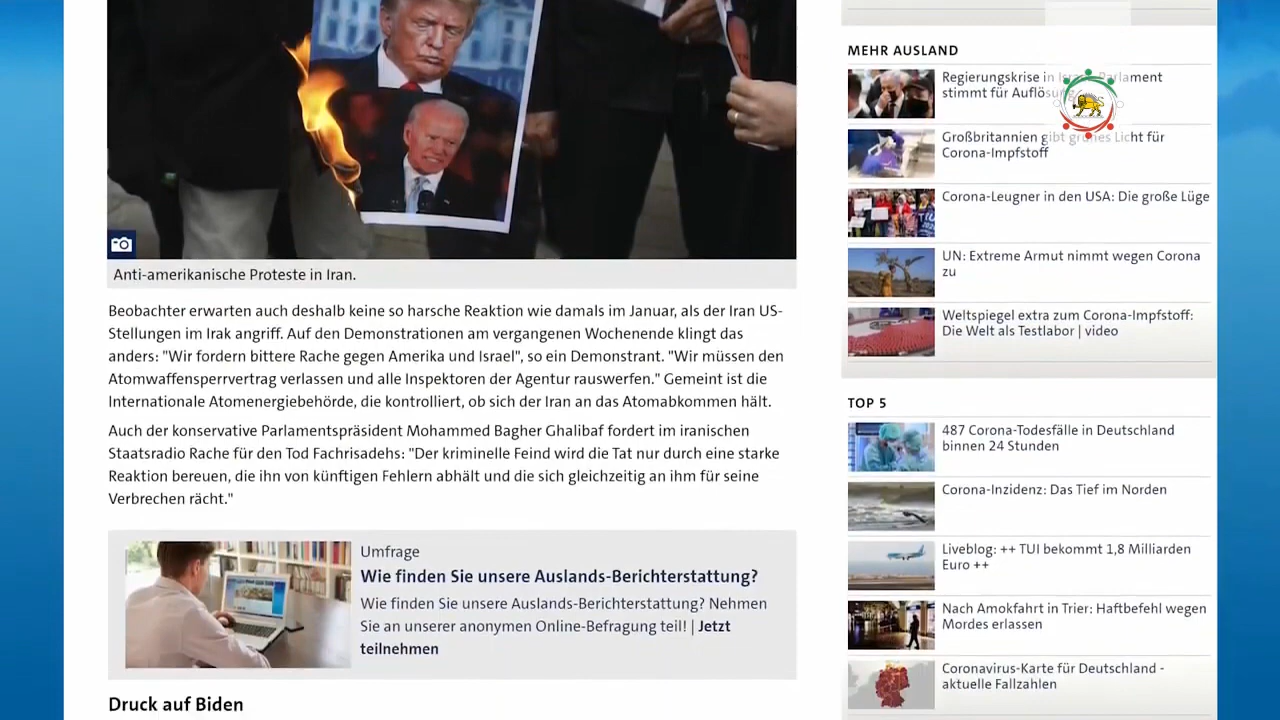 Anti-amerikanische Proteste in Iran.
Beobachter erwarten auch deshalb keine so harsche Reaktion wie damals im Januar, als der Iran US-
Stellungen im Irak angriff. Auf den Demonstrationen am vergangenen Wochenende klingt das
anders: "Wir fordern bittere Rache gegen Amerika und Israel", so ein Demonstrant. "Wir müssen den
Atomwaffensperrvertrag verlassen und alle Inspektoren der Agentur rauswerfen." Gemeint ist die
Internationale Atomenergiebehörde, die kontrolliert, ob sich der Iran an das Atomabkommen hält.
Auch der konservative Parlamentspräsident Mohammed Bagher Ghalibaf fordert im iranischen
Staatsradio Rache für den Tod Fachrisadehs: "Der kriminelle Feind wird die Tat nur durch eine starke
Reaktion bereuen, die ihn von künftigen Fehlern abhält und die sich gleichzeitig an ihm für seine
Verbrechen rächt."
Umfrage
Wie finden Sie unsere Auslands-Berichterstattung?
Wie finden Sie unsere Auslands-Berichterstattung? Nehmen
Sie an unserer anonymen Online-Befragung teil! | Jetzt
teilnehmen
Druck auf Biden
MEHR AUSLAND
Regierungskrise in Parlament
stimmt für Auflösung
Großbritannien gibt grünes Licht für
Corona-Impfstoff
Corona-Leugner in den USA: Die große Lüge
UN: Extreme Armut nimmt wegen Corona
zu
Weltspiegel extra zum Corona-Impfstoff:
Die Welt als Testlabor | video
TOP 5
487 Corona-Todesfälle in Deutschland
binnen 24 Stunden
Corona-Inzidenz: Das Tief im Norden
Liveblog: ++ TUI bekommt 1,8 Milliarden
Euro ++
Nach Amokfahrt in Trier: Haftbefehl wegen
Mordes erlassen
Coronavirus-Karte für Deutschland -
aktuelle Fallzahlen